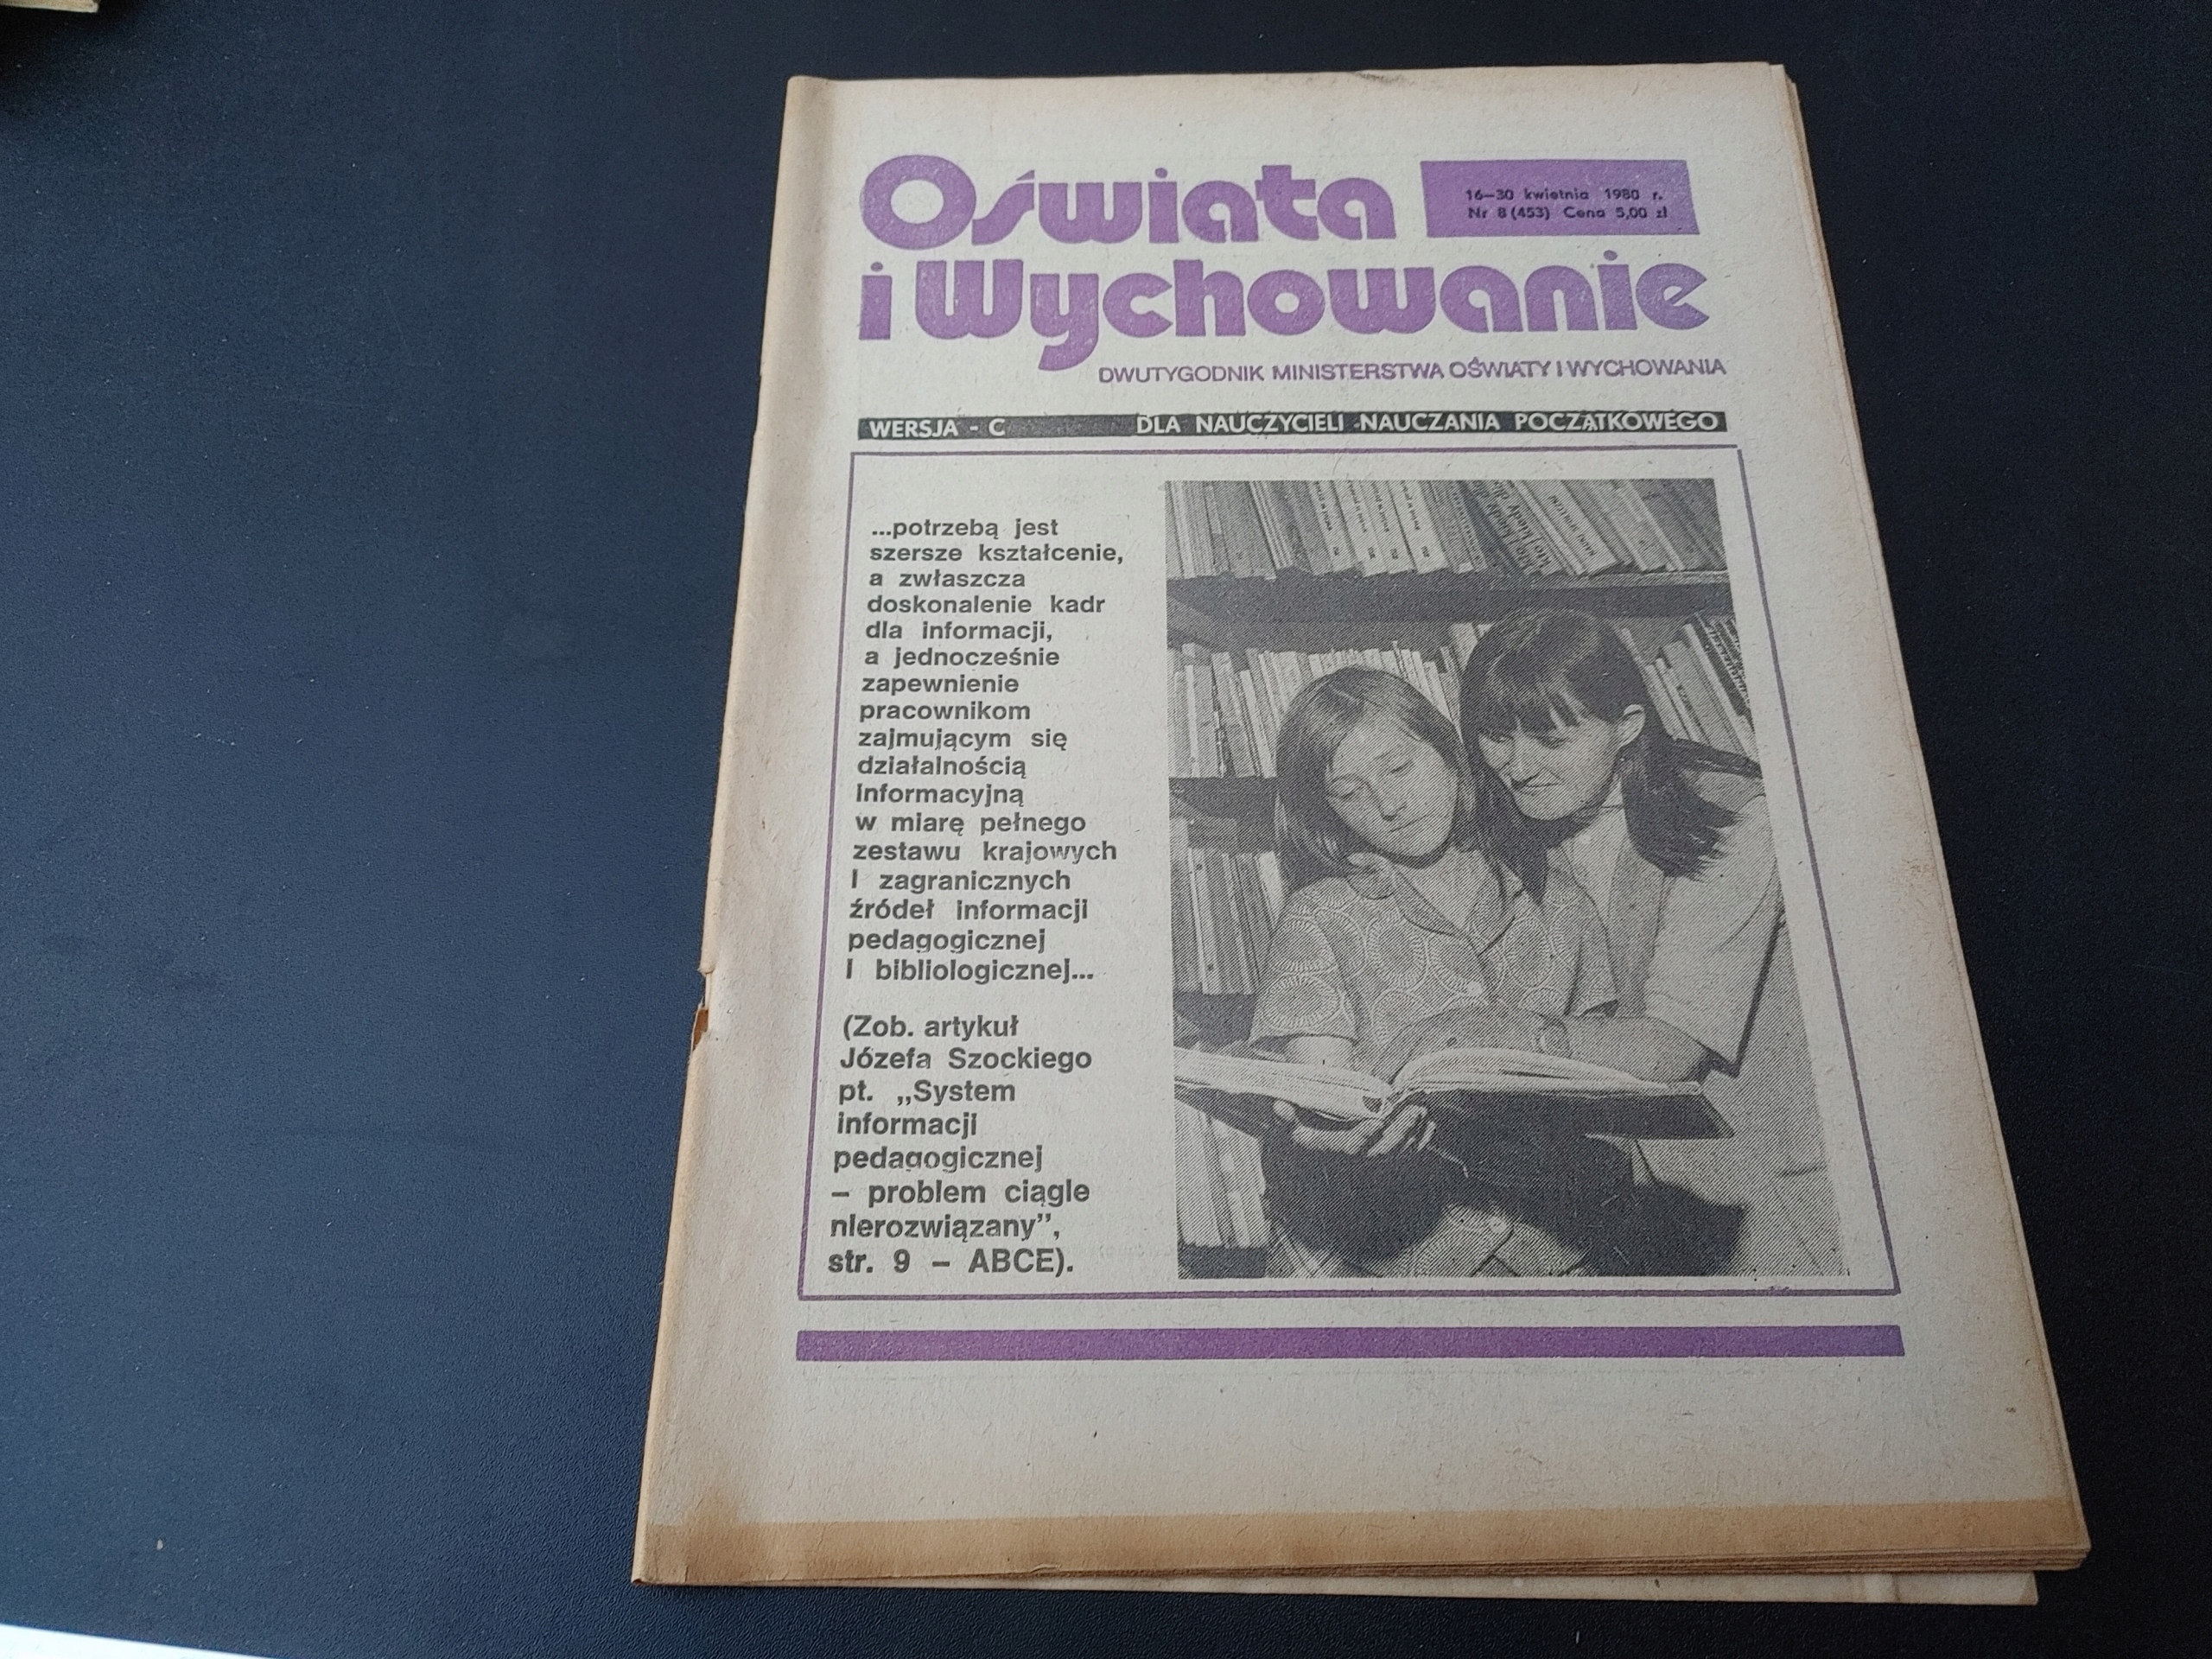 Oświata
16–30 kwietnia 1980 r.
Nr 8 (453) Cena 5,00 zł
i Wychowanie
DWUTYGODNIK MINISTERSTWA OŚWIATY I WYCHOWANIA
WERSJA - C DLA NAUCZYCIELI NAUCZANIA POCZĄTKOWEGO
...potrzebą jest
szersze kształcenie,
a zwłaszcza
doskonalenie kadr
dla informacji,
a jednocześnie
zapewnienie
pracownikom
zajmującym się
działalnością
informacyjną
w miarę pełnego
zestawu krajowych
i zagranicznych
źródeł informacji
pedagogicznej
i bibliologicznej...
(Zob. artykuł
Józefa Szockiego
pt. „System
informacji
pedagogicznej
– problem ciągle
nierozwiązany”,
str. 9 – ABCE).